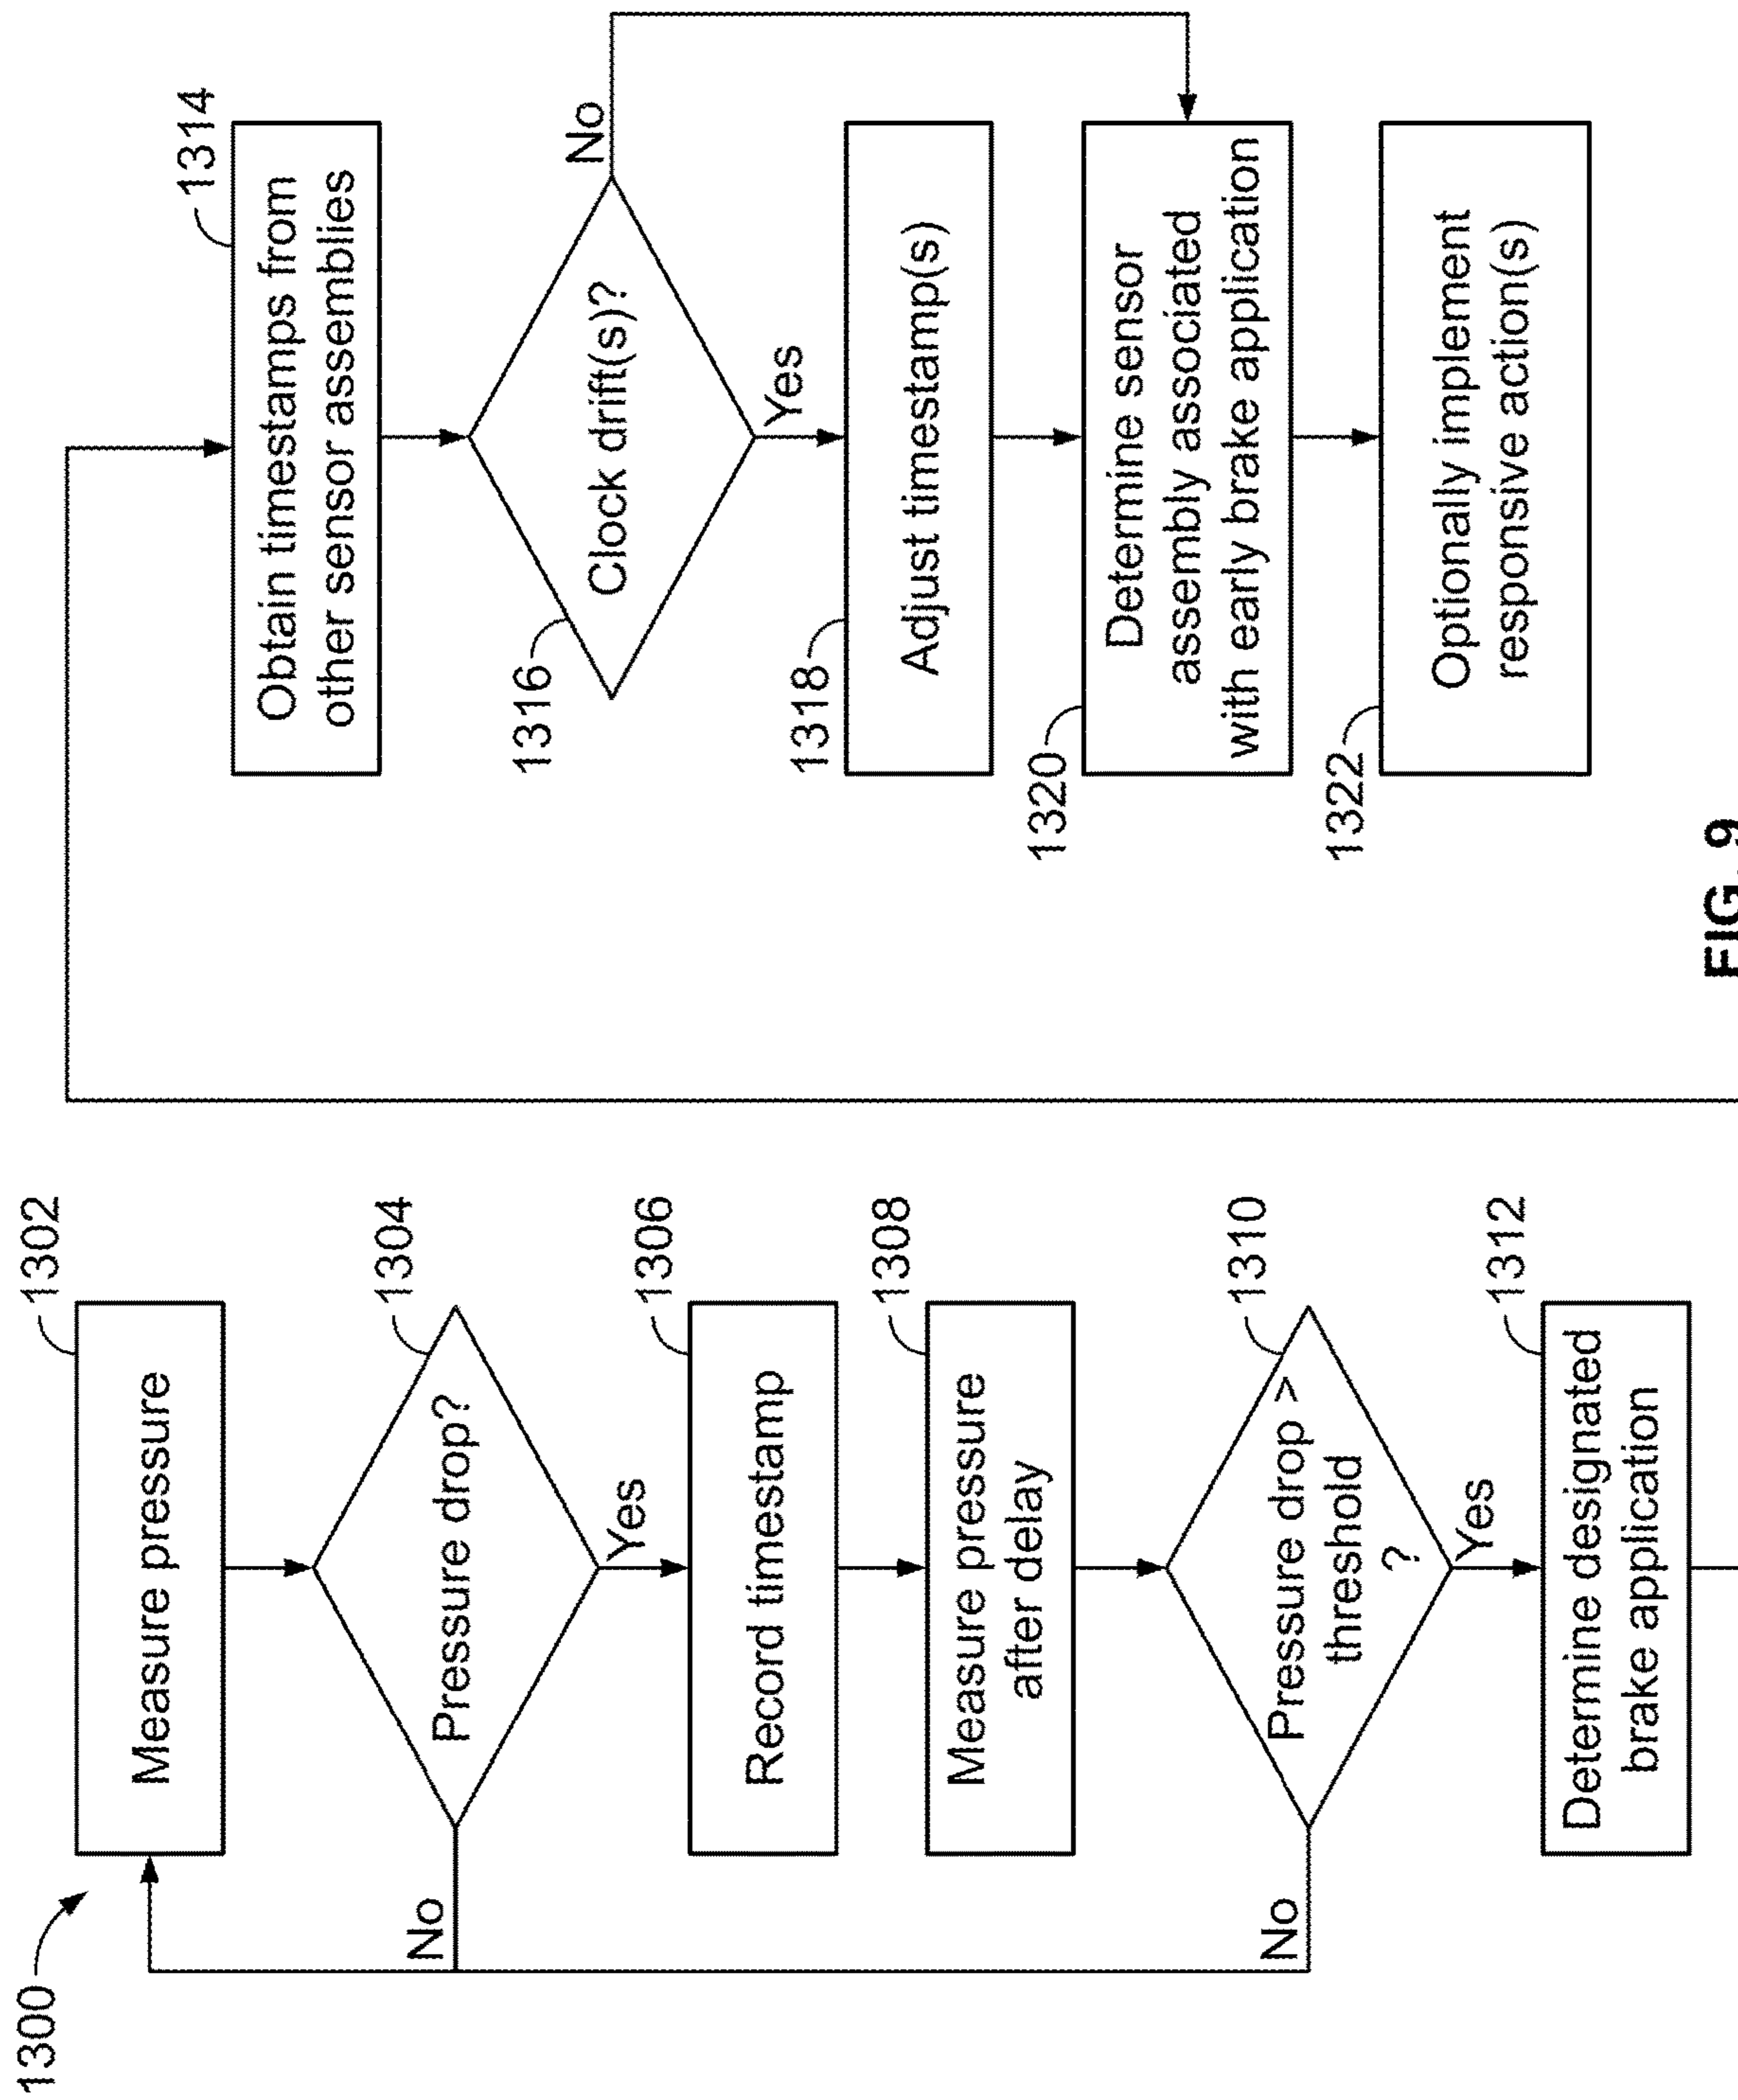 1300
1302
Measure pressure
1304
Pressure drop?
No
Yes
1306
Record timestamp
1308
Measure pressure
after delay
1310
Pressure drop >
threshold
?
No
Yes
1312
Determine designated
brake application
1314
Obtain timestamps from
other sensor assemblies
1316
Clock drift(s)?
No
Yes
1318
Adjust timestamp(s)
1320
Determine sensor
assembly associated
with early brake application
1322
Optionally implement
responsive action(s)
FIG. 9